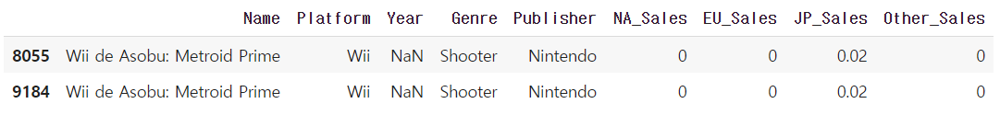 Name Platform Year Genre Publisher NA_Sales EU_Sales JP_Sales Other_Sales
8055 Wii de Asobu: Metroid Prime Wii NaN Shooter Nintendo 0 0 0.02 0
9184 Wii de Asobu: Metroid Prime Wii NaN Shooter Nintendo 0 0 0.02 0